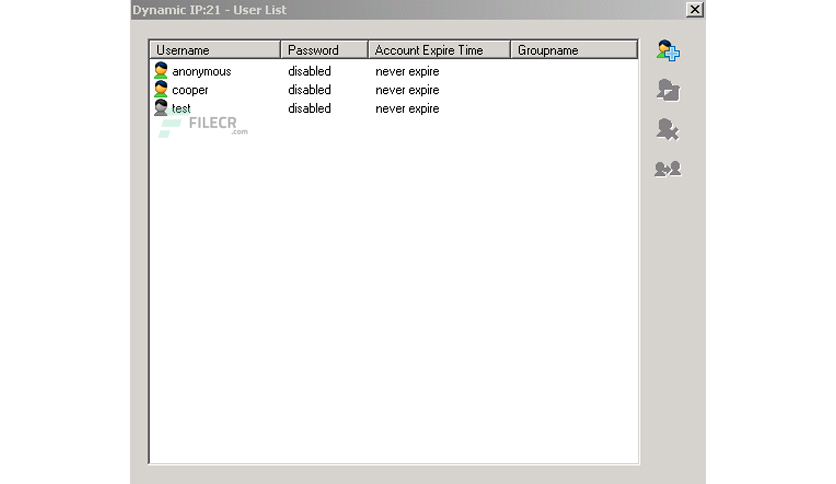 Dynamic IP:21 - User List
Username Password Account Expire Time Groupname
anonymous disabled never expire
cooper disabled never expire
test disabled never expire
FILECR
.com